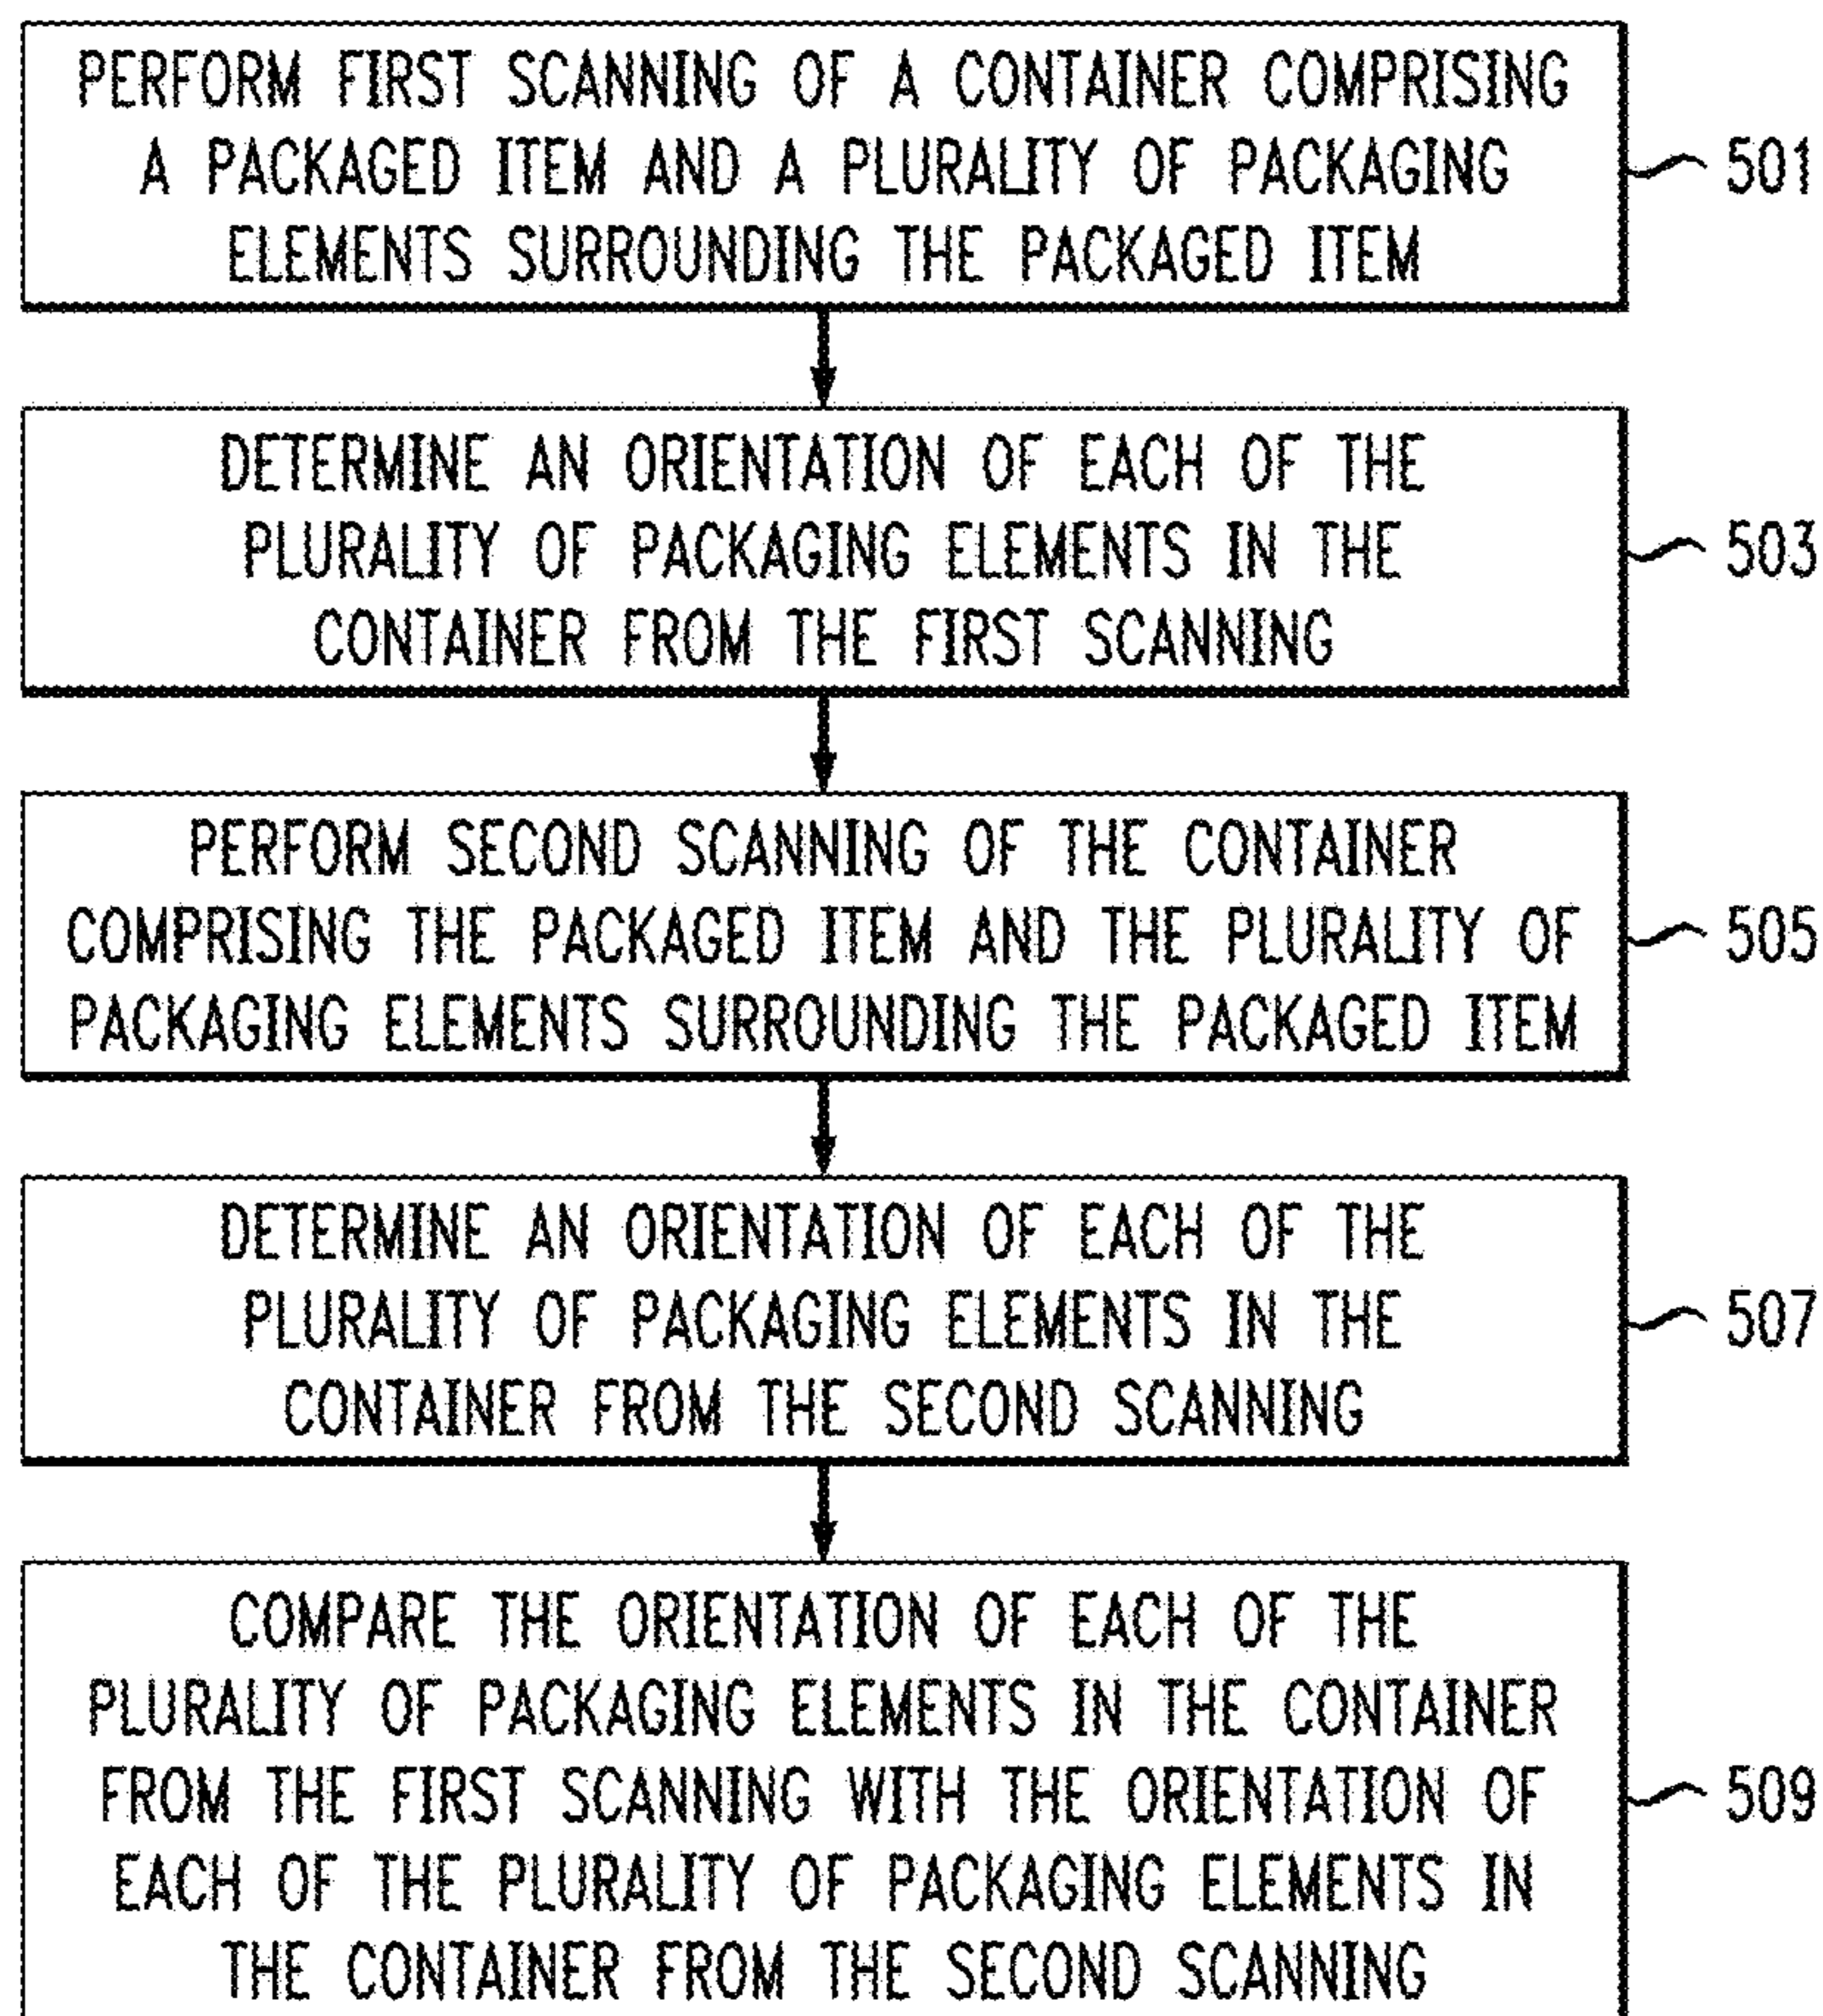 PERFORM FIRST SCANNING OF A CONTAINER COMPRISING
A PACKAGED ITEM AND A PLURALITY OF PACKAGING
ELEMENTS SURROUNDING THE PACKAGED ITEM
501
DETERMINE AN ORIENTATION OF EACH OF THE
PLURALITY OF PACKAGING ELEMENTS IN THE
CONTAINER FROM THE FIRST SCANNING
503
PERFORM SECOND SCANNING OF THE CONTAINER
COMPRISING THE PACKAGED ITEM AND THE PLURALITY OF
PACKAGING ELEMENTS SURROUNDING THE PACKAGED ITEM
505
DETERMINE AN ORIENTATION OF EACH OF THE
PLURALITY OF PACKAGING ELEMENTS IN THE
CONTAINER FROM THE SECOND SCANNING
507
COMPARE THE ORIENTATION OF EACH OF THE
PLURALITY OF PACKAGING ELEMENTS IN THE CONTAINER
FROM THE FIRST SCANNING WITH THE ORIENTATION OF
EACH OF THE PLURALITY OF PACKAGING ELEMENTS IN
THE CONTAINER FROM THE SECOND SCANNING
509